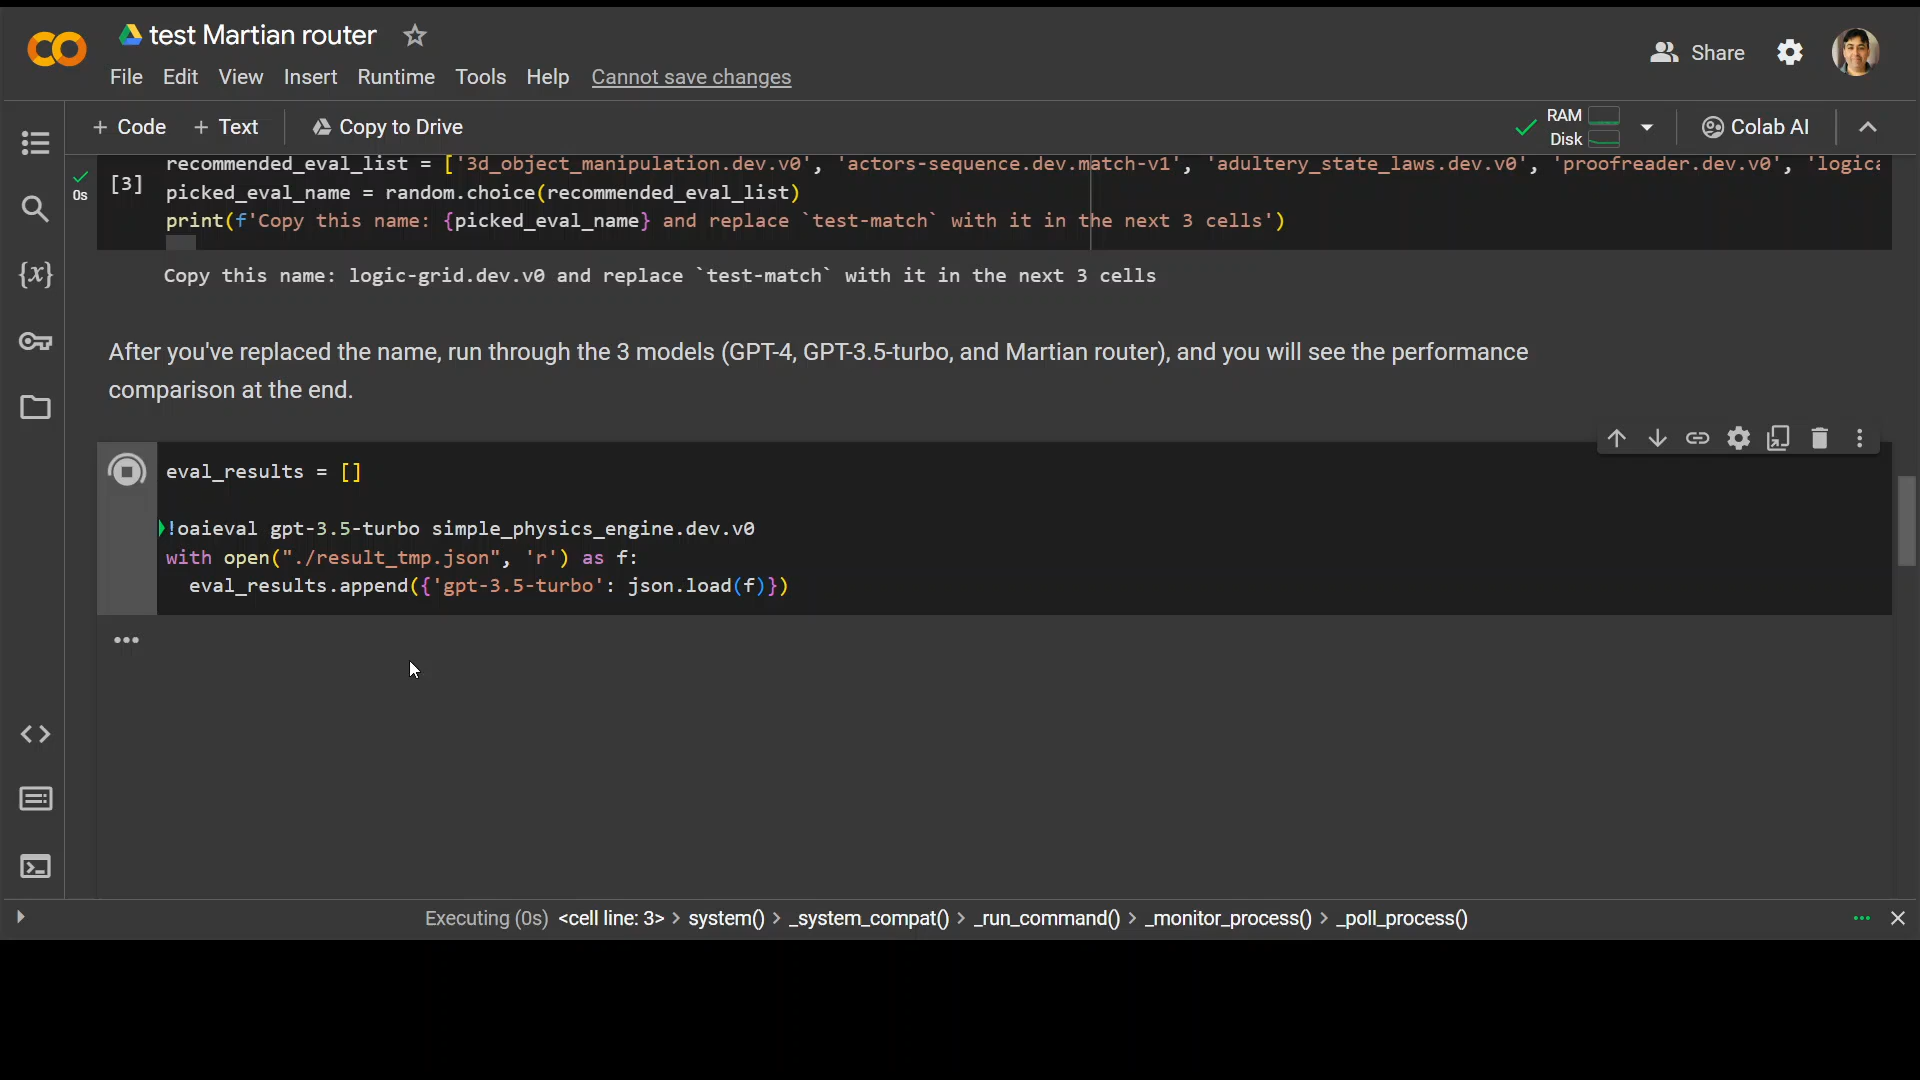 test Martian router
File Edit View Insert Runtime Tools Help Cannot save changes
Share
+ Code + Text Copy to Drive
RAM
Disk
Colab AI
0s
[3]
recommended_eval_list = ['3d_object_manipulation.dev.v0', 'actors-sequence.dev.match-v1', 'adultery_state_laws.dev.v0', 'proofreader.dev.v0', 'logica
picked_eval_name = random.choice(recommended_eval_list)
print(f'Copy this name: {picked_eval_name} and replace `test-match` with it in the next 3 cells')
Copy this name: logic-grid.dev.v0 and replace `test-match` with it in the next 3 cells
After you've replaced the name, run through the 3 models (GPT-4, GPT-3.5-turbo, and Martian router), and you will see the performance
comparison at the end.
eval_results = []
!oaieval gpt-3.5-turbo simple_physics_engine.dev.v0
with open("./result_tmp.json", 'r') as f:
eval_results.append({'gpt-3.5-turbo': json.load(f)})
Executing (0s) <cell line: 3> > system() > _system_compat() > _run_command() > _monitor_process() > _poll_process()